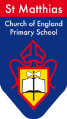 St Matthias
Church of England
Primary School